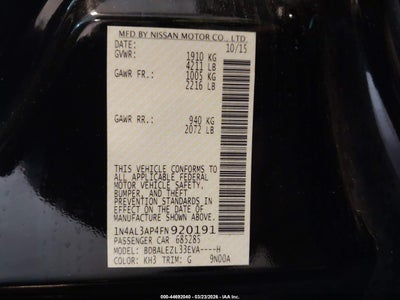 MFD BY NISSAN MOTOR CO., LTD.
DATE: 10/15
GVWR: 1910 KG
4211 LB
GAWR FR: 1005 KG
2216 LB
GAWR RR.: 940 KG
2072 LB
THIS VEHICLE CONFORMS TO
ALL APPLICABLE FEDERAL
MOTOR VEHICLE SAFETY,
BUMPER, AND THEFT
PREVENTION STANDARDS
IN EFFECT ON THE DATE OF
MANUFACTURE SHOWN ABOVE.
1N4AL3AP4FN920191
PASSENGER CAR 685285
MODEL: BDBALEZL33EVA----H
COLOR: KH3 TRIM: G 9N00A
© IAA
000-44692040 - 03/23/2026 -